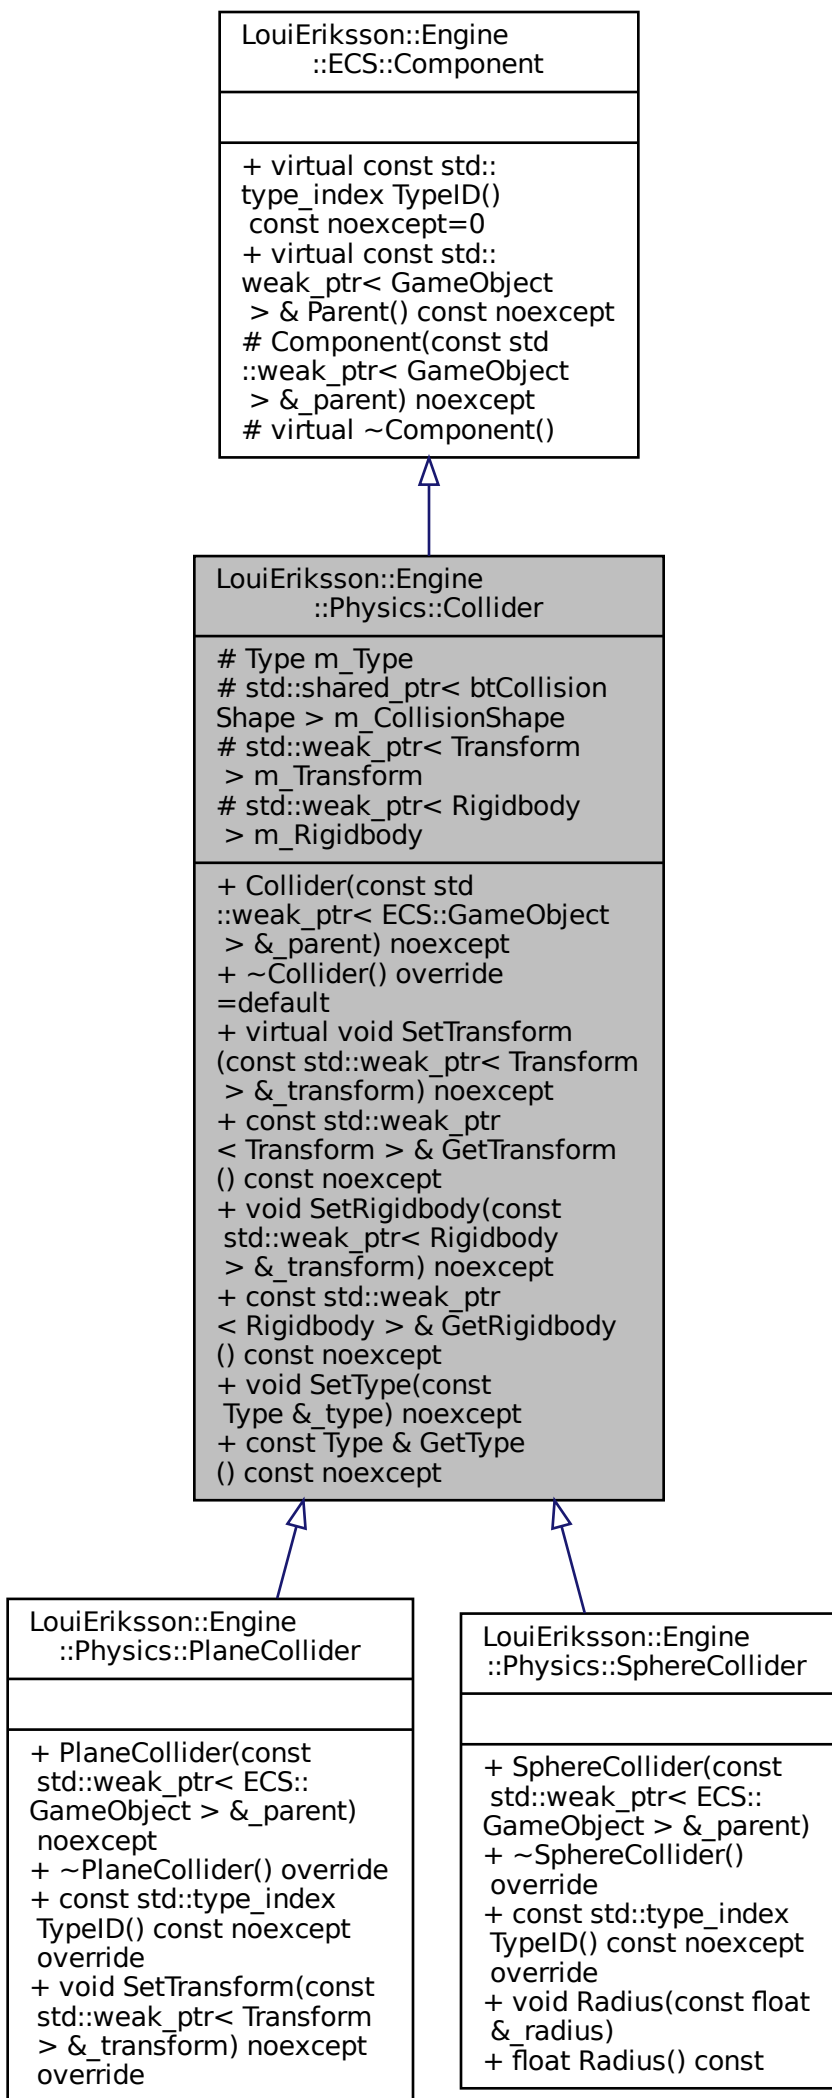 LouiEriksson::Engine
::ECS::Component
+ virtual const std::
type_index TypeID()
const noexcept=0
+ virtual const std::
weak_ptr< GameObject
> & Parent() const noexcept
# Component(const std
::weak_ptr< GameObject
> &_parent) noexcept
# virtual ~Component()
LouiEriksson::Engine
::Physics::Collider
# Type m_Type
# std::shared_ptr< btCollision
Shape > m_CollisionShape
# std::weak_ptr< Transform
> m_Transform
# std::weak_ptr< Rigidbody
> m_Rigidbody
+ Collider(const std
::weak_ptr< ECS::GameObject
> &_parent) noexcept
+ ~Collider() override
=default
+ virtual void SetTransform
(const std::weak_ptr< Transform
> &_transform) noexcept
+ const std::weak_ptr
< Transform > & GetTransform
() const noexcept
+ void SetRigidbody(const
std::weak_ptr< Rigidbody
> &_transform) noexcept
+ const std::weak_ptr
< Rigidbody > & GetRigidbody
() const noexcept
+ void SetType(const
Type &_type) noexcept
+ const Type & GetType
() const noexcept
LouiEriksson::Engine
::Physics::PlaneCollider
+ PlaneCollider(const
std::weak_ptr< ECS::
GameObject > &_parent)
noexcept
+ ~PlaneCollider() override
+ const std::type_index
TypeID() const noexcept
override
+ void SetTransform(const
std::weak_ptr< Transform
> &_transform) noexcept
override
LouiEriksson::Engine
::Physics::SphereCollider
+ SphereCollider(const
std::weak_ptr< ECS::
GameObject > &_parent)
+ ~SphereCollider()
override
+ const std::type_index
TypeID() const noexcept
override
+ void Radius(const float
&_radius)
+ float Radius() const